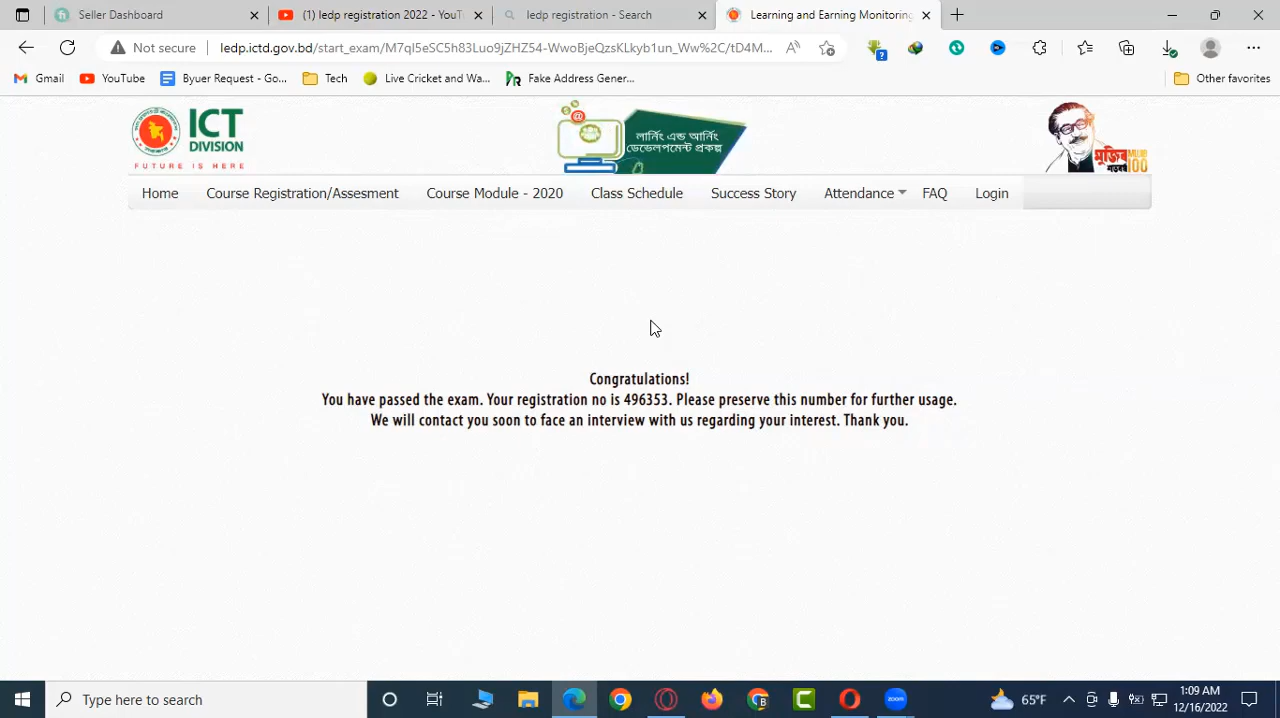 Seller Dashboard
(1) ledp registration 2022 - YouT
ledp registration - Search
Learning and Earning Monitoring
Not secure
ledp.ictd.gov.bd/start_exam/M7ql5eSC5h83Luo9jZHZ54-WwoBjeQzsKLkyb1un_Ww%2C/tD4M...
Gmail
YouTube
Byuer Request - Go...
Tech
Live Cricket and Wa...
Fake Address Gener...
Other favorites
ICT
DIVISION
FUTURE IS HERE
লার্নিং এন্ড আর্নিং
ডেভেলপমেন্ট প্রকল্প
মুজিব
100
Home
Course Registration/Assesment
Course Module - 2020
Class Schedule
Success Story
Attendance
FAQ
Login
Congratulations!
You have passed the exam. Your registration no is 496353. Please preserve this number for further usage.
We will contact you soon to face an interview with us regarding your interest. Thank you.
Type here to search
65°F
1:09 AM
12/16/2022